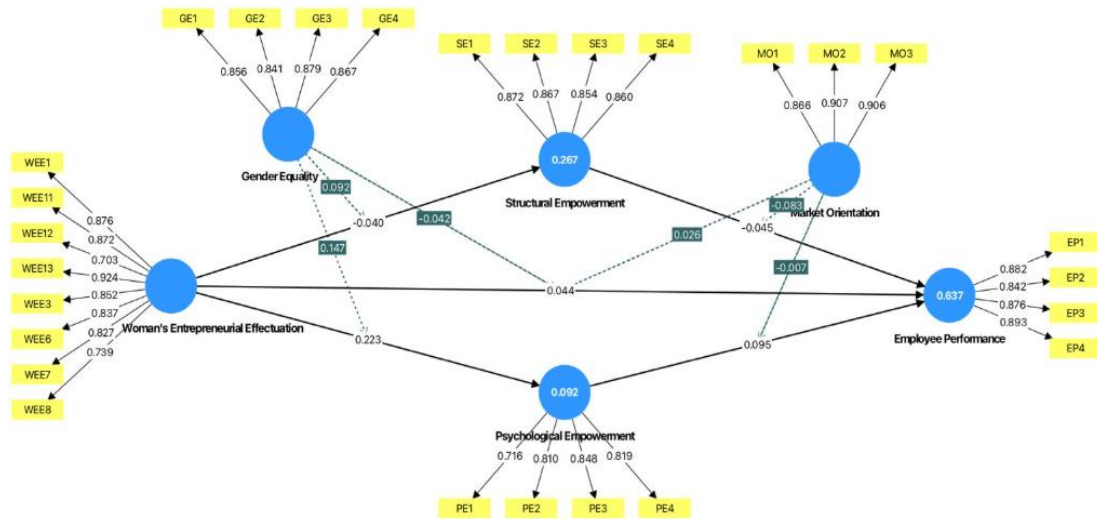 GE1 GE2 GE3 GE4
0.856 0.841 0.879 0.867
Gender Equality
SE1 SE2 SE3 SE4
0.872 0.867 0.854 0.860
0.267
Structural Empowerment
MO1 MO2 MO3
0.866 0.907 0.906
Market Orientation
WEE1
WEE11
WEE12
WEE13
WEE3
WEE6
WEE7
WEE8
0.876
0.872
0.703
0.924
0.852
0.837
0.827
0.739
Woman's Entrepreneurial Effectuation
0.092
-0.040
-0.042
0.147
0.223
0.026
-0.083
-0.045
-0.007
0.044
0.095
0.637
Employee Performance
0.882
0.842
0.876
0.893
EP1
EP2
EP3
EP4
0.092
Psychological Empowerment
0.716 0.810 0.848 0.819
PE1 PE2 PE3 PE4